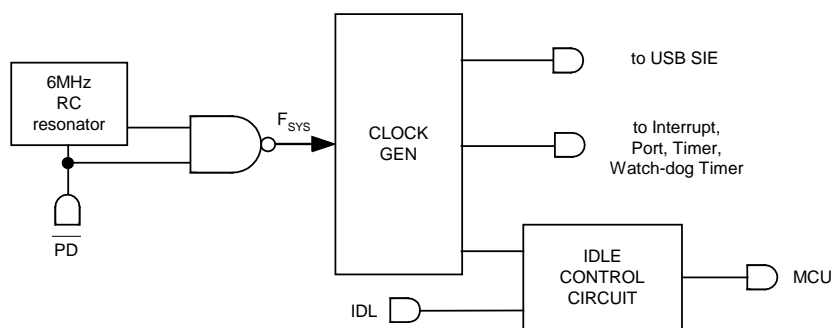 6MHz
RC
resonator
PD
FSYS
CLOCK
GEN
to USB SIE
to Interrupt,
Port, Timer,
Watch-dog Timer
IDL
IDLE
CONTROL
CIRCUIT
MCU